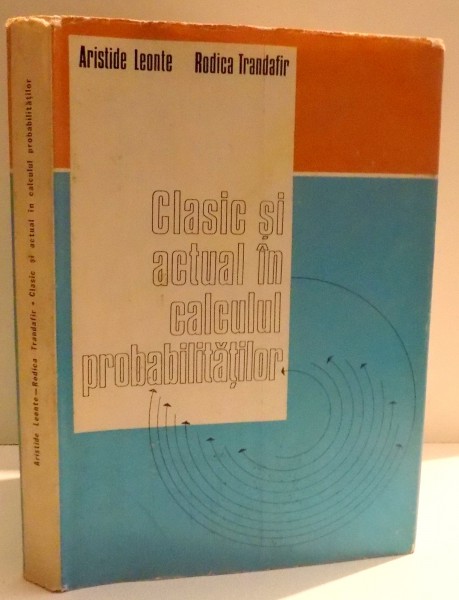 Aristide Leonte Rodica Trandafir
Clasic și
actual în
calculul
probabilităților
Aristide Leonte — Rodica Trandafir • Clasic și actual în calculul probabilităților